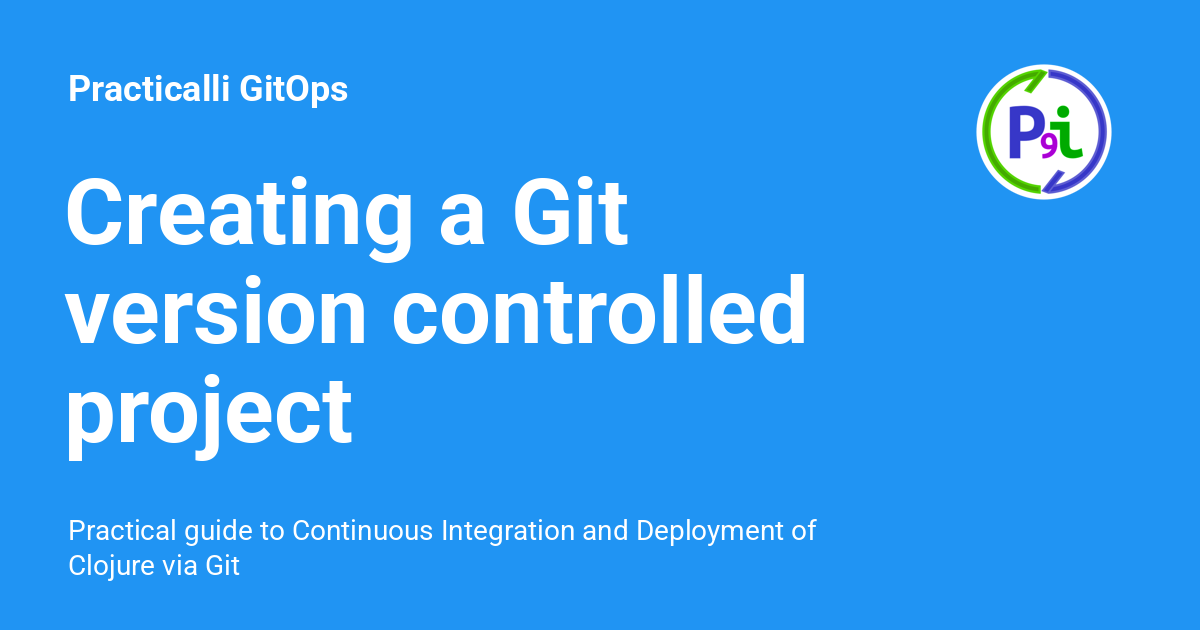 Practicalli GitOps
P9i
Creating a Git
version controlled
project
Practical guide to Continuous Integration and Deployment of
Clojure via Git